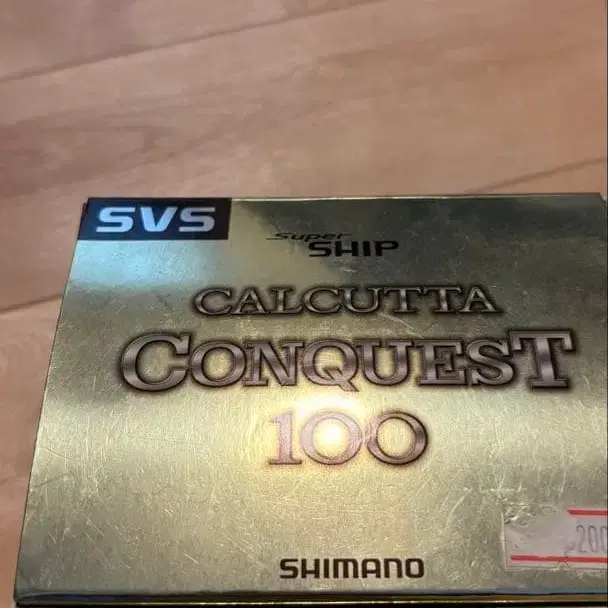 SVS
Super
SHIP
CALCUTTA
CONQUEST
100
SHIMANO